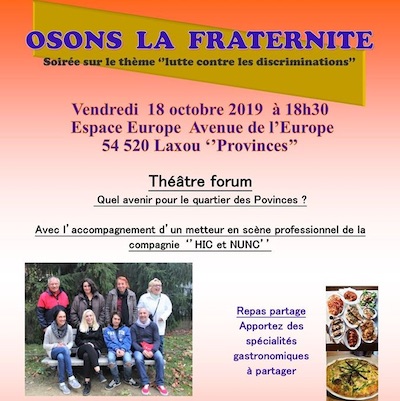 OSONS LA FRATERNITE
Soirée sur le thème ‘’lutte contre les discriminations’’
Vendredi 18 octobre 2019 à 18h30
Espace Europe Avenue de l’Europe
54 520 Laxou ‘’Provinces’’
Théâtre forum
Quel avenir pour le quartier des Povinces ?
Avec l’accompagnement d’un metteur en scène professionnel de la
compagnie ‘’HIC et NUNC’’
Repas partage
Apportez des
spécialités
gastronomiques
à partager